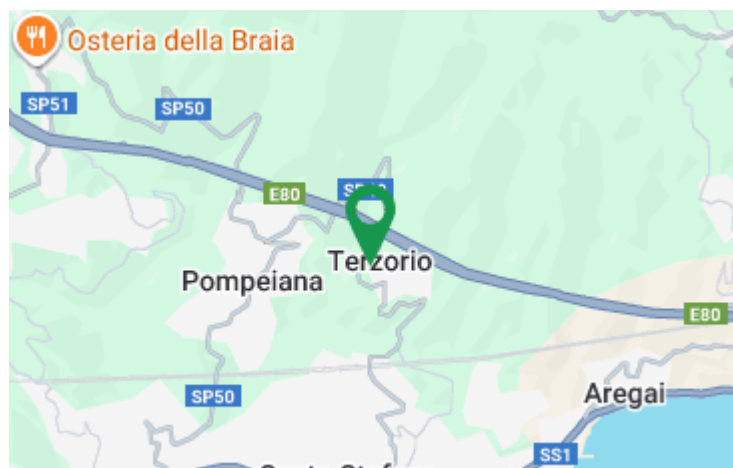 Osteria della Braia
SP51
SP50
E80
Terzorio
Pompeiana
E80
SP50
Aregai
SS1